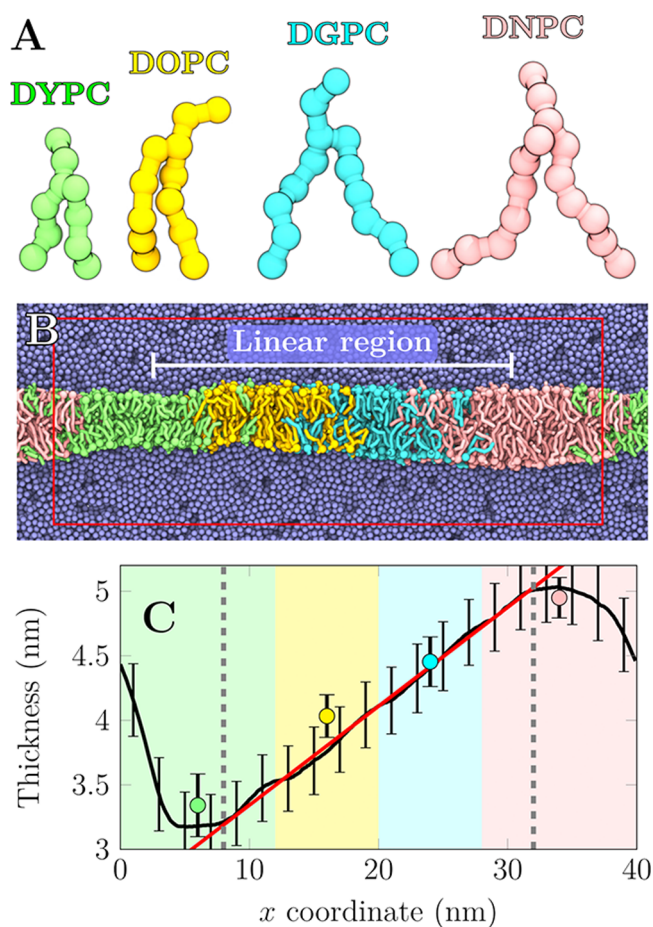 A
DYPC
DOPC
DGPC
DNPC
B
Linear region
C
Thickness (nm)
5
4.5
4
3.5
3
0 10 20 30 40
x coordinate (nm)